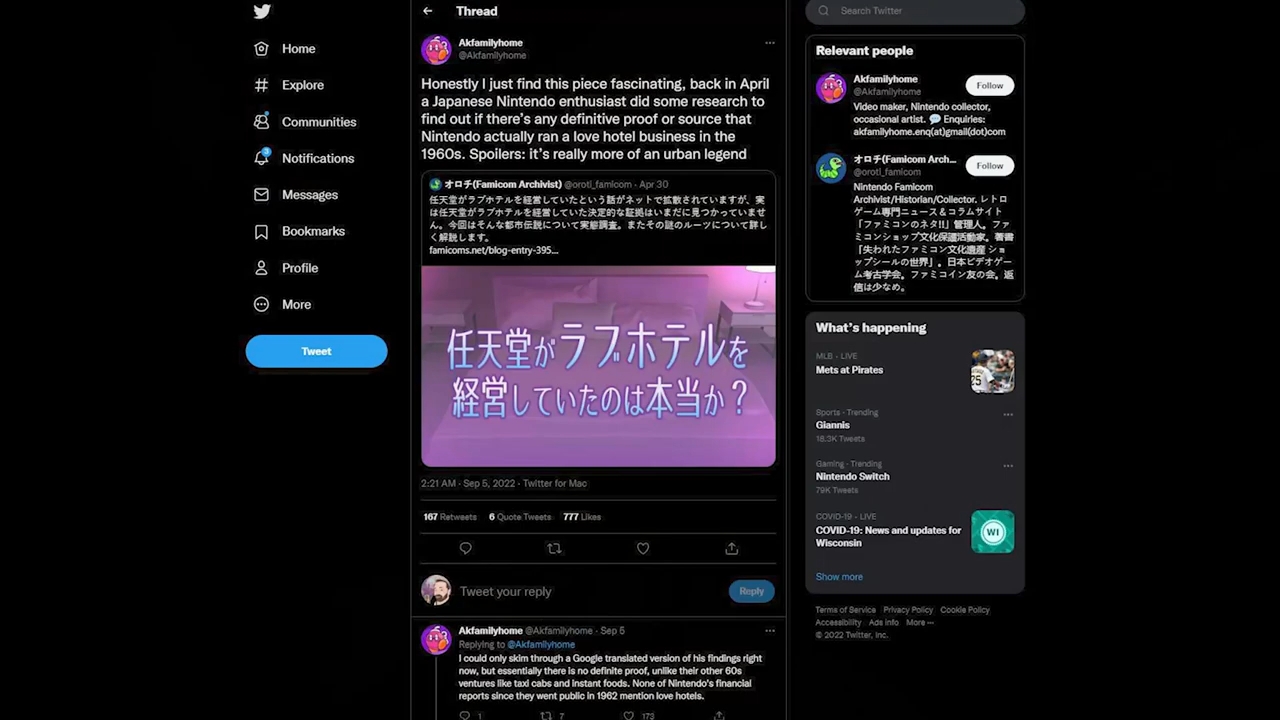 Home
Explore
Communities
3
Notifications
Messages
Bookmarks
Profile
More
Tweet
Thread
Akfamilyhome
@Akfamilyhome
Honestly I just find this piece fascinating, back in April
a Japanese Nintendo enthusiast did some research to
find out if there's any definitive proof or source that
Nintendo actually ran a love hotel business in the
1960s. Spoilers: it's really more of an urban legend
オロチ(Famicom Archivist) @oroti_famicom · Apr 30
任天堂がラブホテルを経営していたという話がネットで拡散されていますが、実
は任天堂がラブホテルを経営していた決定的な証拠はいまだに見つかっていませ
ん。今回はそんな都市伝説について実態調査。またその謎のルーツについて詳し
く解説します。
famicoms.net/blog-entry-395...
任天堂がラブホテルを
経営していたのは本当か？
2:21 AM · Sep 5, 2022 · Twitter for Mac
167 Retweets 6 Quote Tweets 777 Likes
Tweet your reply
Reply
Akfamilyhome @Akfamilyhome · Sep 5
Replying to @Akfamilyhome
I could only skim through a Google translated version of his findings right
now, but essentially there is no definite proof, unlike their other 60s
ventures like taxi cabs and instant foods. None of Nintendo's financial
reports since they went public in 1962 mention love hotels.
1 7 173
Search Twitter
Relevant people
Akfamilyhome
@Akfamilyhome
Follow
Video maker, Nintendo collector,
occasional artist. 💬 Enquiries:
akfamilyhome.enq(at)gmail(dot)com
オロチ(Famicom Arch...
@oroti_famicom
Follow
Nintendo Famicom
Archivist/Historian/Collector. レトロ
ゲーム専門ニュース＆コラムサイト
「ファミコンのネタ!!」管理人。ファ
ミコンショップ文化保護活動家。著書
「失われたファミコン文化遺産 ショ
ップシールの世界」。日本ビデオゲー
ム考古学会。ファミコイン友の会。返
信は少なめ。
What's happening
MLB · LIVE
Mets at Pirates
25
Sports · Trending
Giannis
18.3K Tweets
Gaming · Trending
Nintendo Switch
79K Tweets
COVID-19 · LIVE
COVID-19: News and updates for
Wisconsin
WI
Show more
Terms of Service Privacy Policy Cookie Policy
Accessibility Ads info More ···
© 2022 Twitter, Inc.